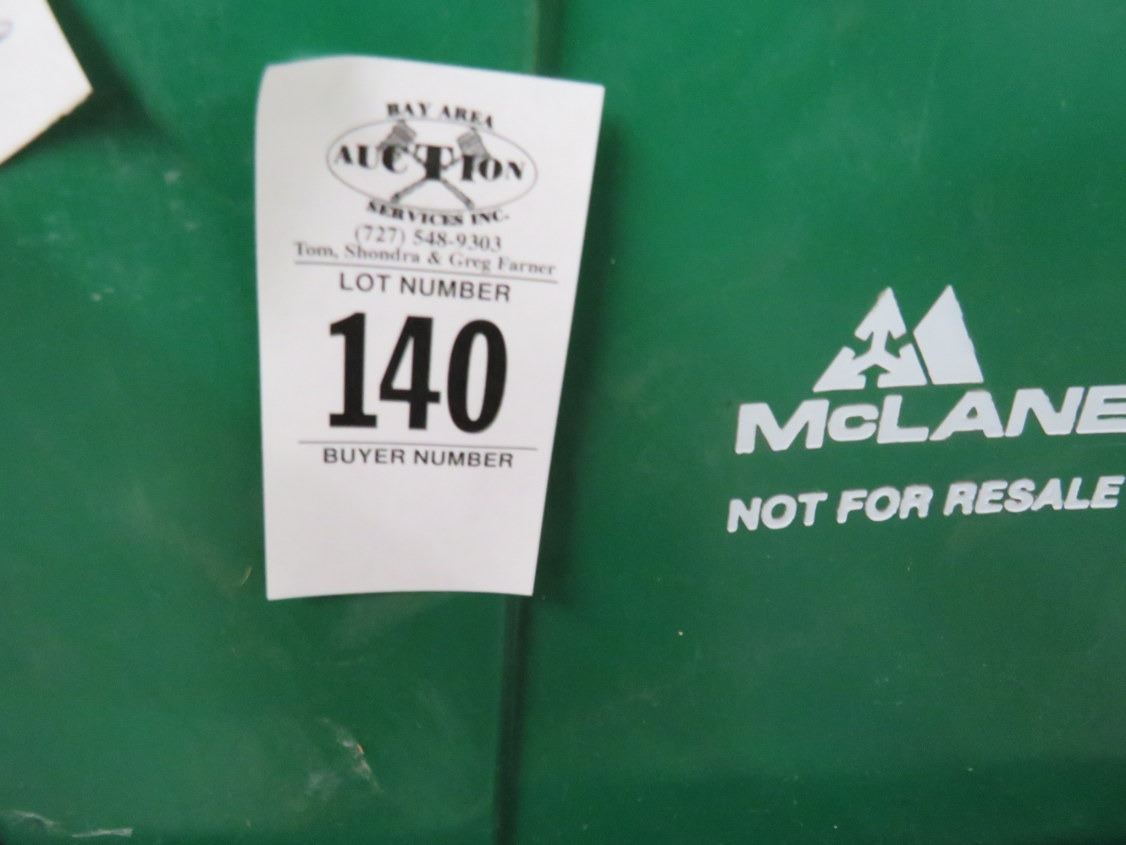 BAY AREA
AUCTION
SERVICES INC.
(727) 548-9303
Tom, Shondra & Greg Farner
LOT NUMBER
140
BUYER NUMBER
McLANE
NOT FOR RESALE